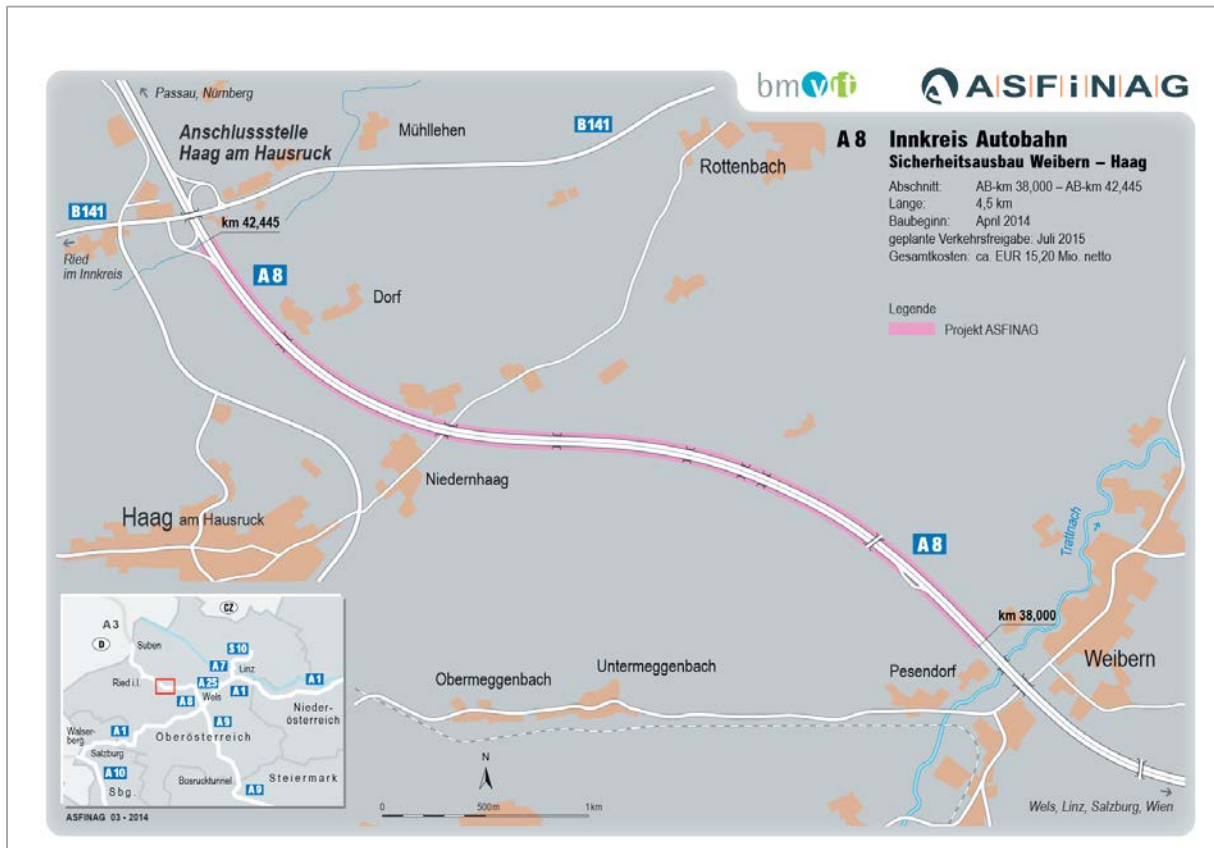 bmvit
ASFiNAG
A 8 Innkreis Autobahn
Sicherheitsausbau Weibern – Haag
Abschnitt: AB-km 38,000 – AB-km 42,445
Länge: 4,5 km
Baubeginn: April 2014
geplante Verkehrsfreigabe: Juli 2015
Gesamtkosten: ca. EUR 15,20 Mio. netto
Legende
Projekt ASFINAG
Passau, Nürnberg
Anschlussstelle
Haag am Hausruck
Mühllehen
B141
Rottenbach
B141
km 42,445
Ried
im Innkreis
A 8
Dorf
Niedernhaag
Haag am Hausruck
Trattnach
A 8
km 38,000
Weibern
Pesendorf
Untermeggenbach
Obermeggenbach
Wels, Linz, Salzburg, Wien
N
0 500m 1km
CZ
A 3
D
Suben
S10
A7
Linz
Ried i.I.
A25
A1
A1
Wels
A8
Nieder-
österreich
A9
A1
Walser-
berg
Oberösterreich
Salzburg
A10
Bosrucktunnel
Steiermark
Sbg.
A9
ASFINAG 03 - 2014